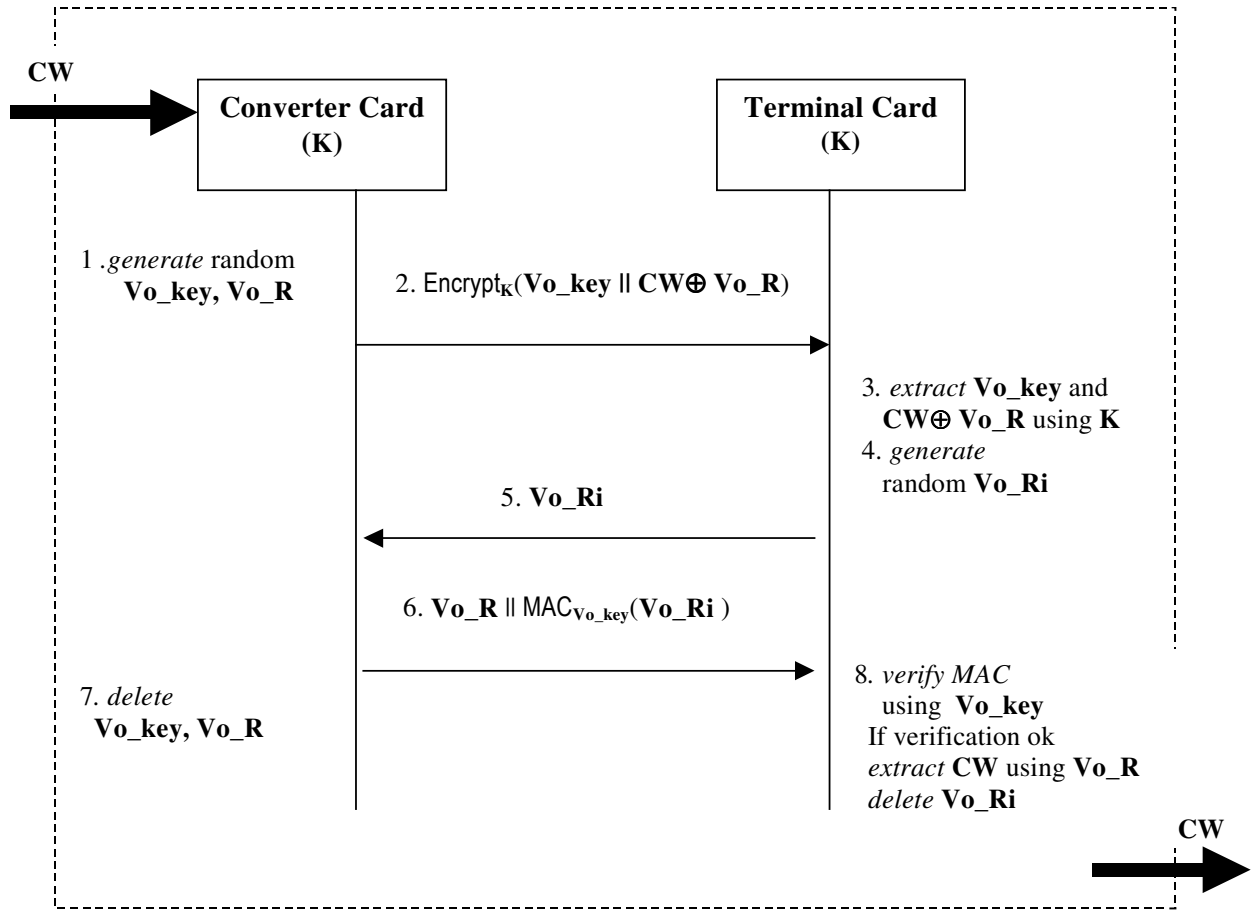 CW
Converter Card
(K)
Terminal Card
(K)
1 .generate random
Vo_key, Vo_R
2. Encrypt_K(Vo_key || CW⊕ Vo_R)
3. extract Vo_key and
CW⊕ Vo_R using K
4. generate
random Vo_Ri
5. Vo_Ri
6. Vo_R || MAC_Vo_key(Vo_Ri )
7. delete
Vo_key, Vo_R
8. verify MAC
using Vo_key
If verification ok
extract CW using Vo_R
delete Vo_Ri
CW